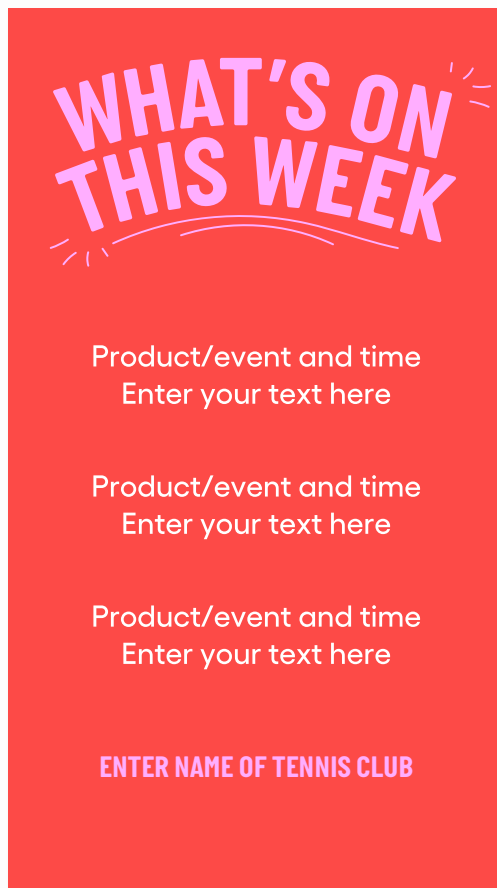 WHAT'S ON
THIS WEEK
Product/event and time
Enter your text here
Product/event and time
Enter your text here
Product/event and time
Enter your text here
ENTER NAME OF TENNIS CLUB